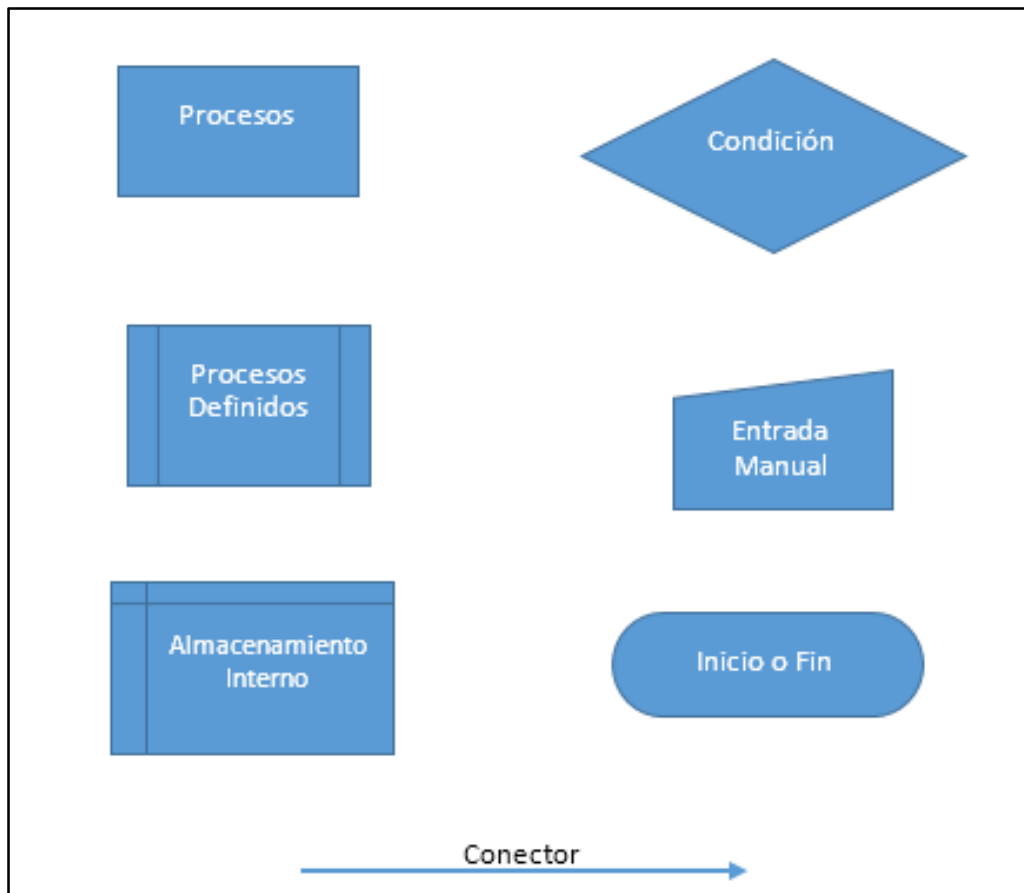 Procesos
Condición
Procesos
Definidos
Entrada
Manual
Almacenamiento
Interno
Inicio o Fin
Conector